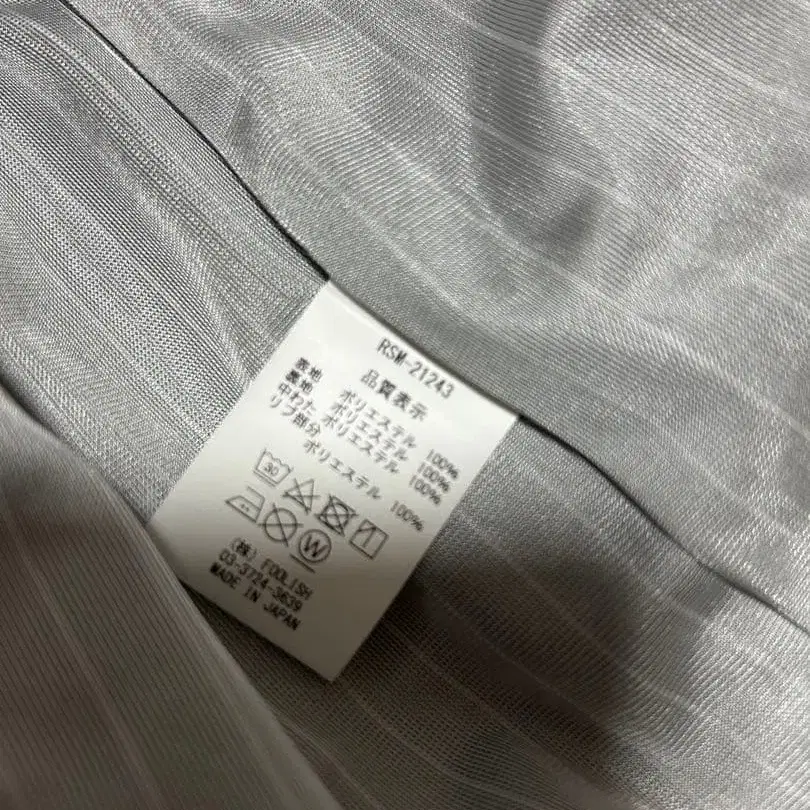 RSM-21243
品質表示
表地 ポリエステル 100%
裏地 ポリエステル 100%
中わた ポリエステル 100%
リブ部分 ポリエステル 100%
30
W
(株) FOOLISH
03-3724-3639
MADE IN JAPAN